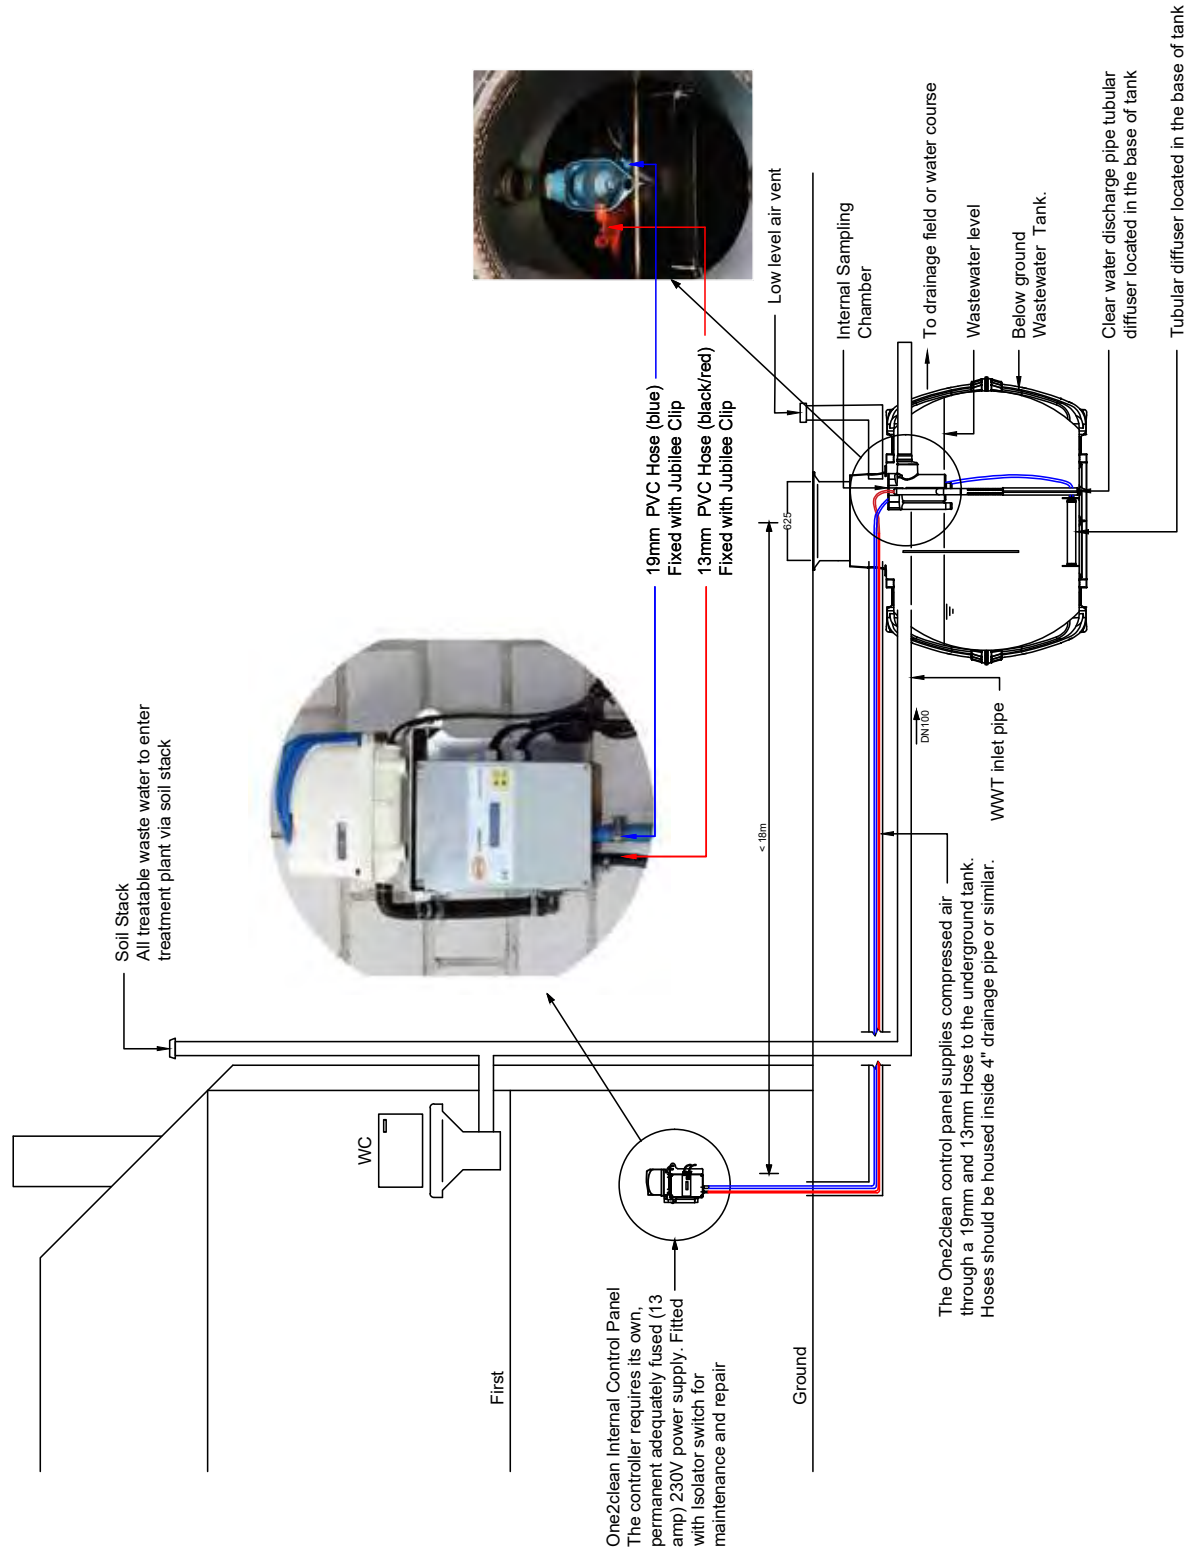 Soil Stack
All treatable waste water to enter
treatment plant via soil stack
WC
First
Ground
One2clean Internal Control Panel
The controller requires its own,
permanent adequately fused (13
amp) 230V power supply. Fitted
with Isolator switch for
maintenance and repair
19mm PVC Hose (blue)
Fixed with Jubilee Clip
13mm PVC Hose (black/red)
Fixed with Jubilee Clip
< 18m
625
Low level air vent
Internal Sampling
Chamber
To drainage field or water course
Wastewater level
Below ground
Wastewater Tank.
Clear water discharge pipe tubular
diffuser located in the base of tank
Tubular diffuser located in the base of tank
DN100
WWT inlet pipe
The One2clean control panel supplies compressed air
through a 19mm and 13mm Hose to the underground tank.
Hoses should be housed inside 4" drainage pipe or similar.